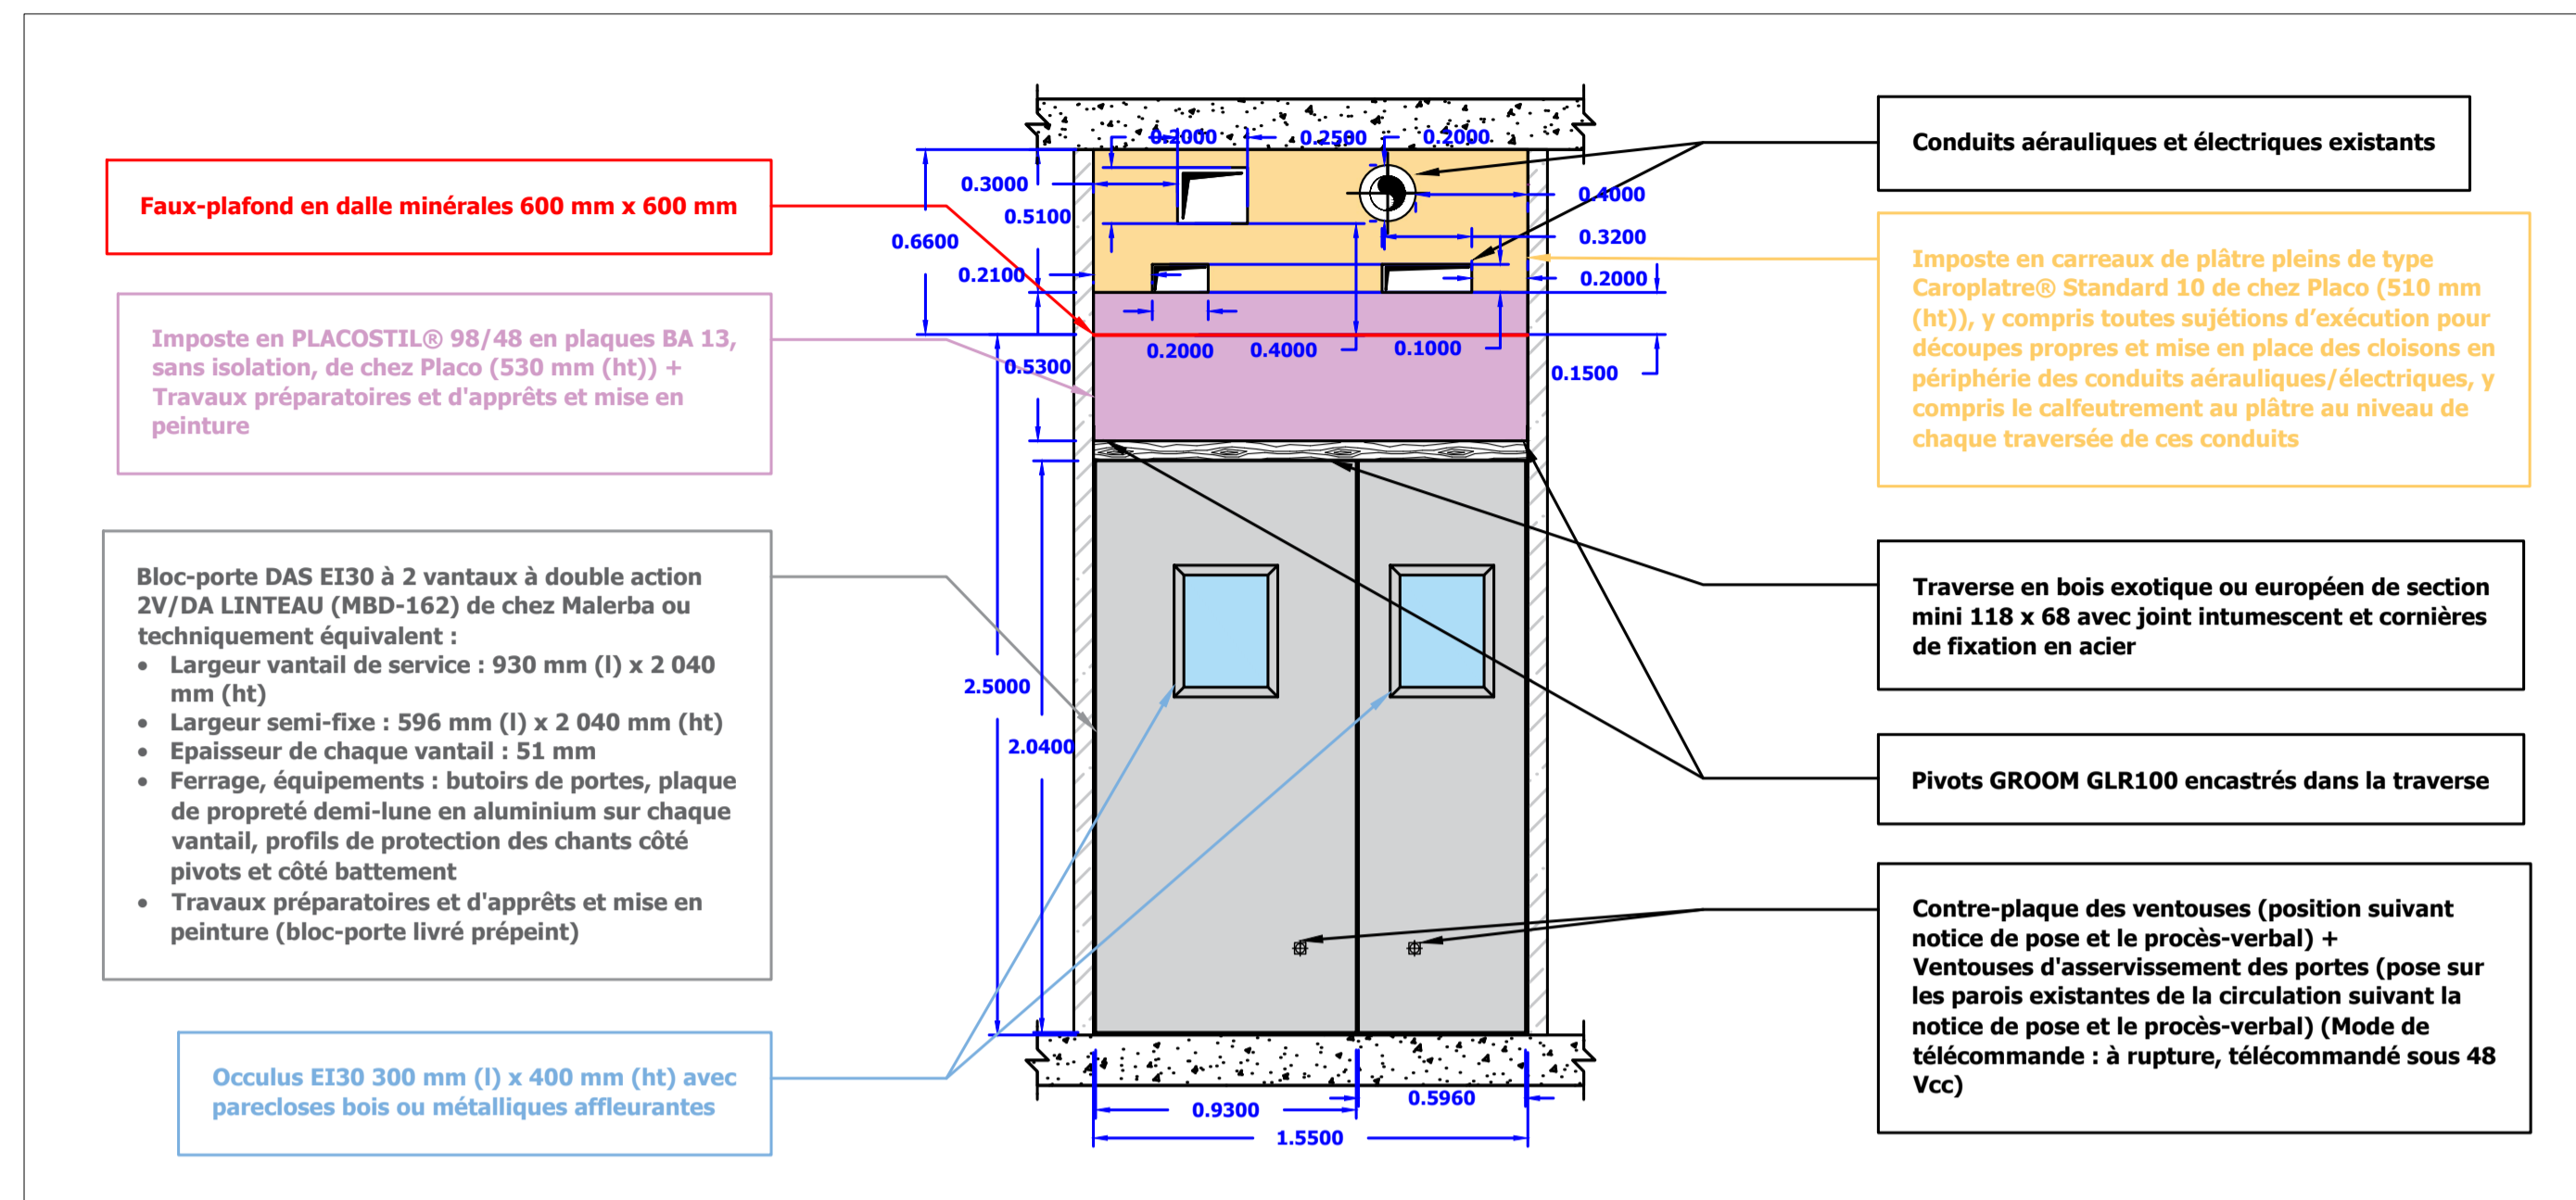 Faux-plafond en dalle minérales 600 mm x 600 mm
Imposte en PLACOSTIL® 98/48 en plaques BA 13,
sans isolation, de chez Placo (530 mm (ht)) +
Travaux préparatoires et d'apprêts et mise en
peinture
Bloc-porte DAS EI30 à 2 vantaux à double action
2V/DA LINTEAU (MBD-162) de chez Malerba ou
techniquement équivalent :
• Largeur vantail de service : 930 mm (l) x 2 040
mm (ht)
• Largeur semi-fixe : 596 mm (l) x 2 040 mm (ht)
• Epaisseur de chaque vantail : 51 mm
• Ferrage, équipements : butoirs de portes, plaque
de propreté demi-lune en aluminium sur chaque
vantail, profils de protection des chants côté
pivots et côté battement
• Travaux préparatoires et d'apprêts et mise en
peinture (bloc-porte livré prépeint)
Occulus EI30 300 mm (l) x 400 mm (ht) avec
parecloses bois ou métalliques affleurantes
0.2000
0.2500
0.2000
0.3000
0.4000
0.5100
0.6600
0.3200
0.2100
0.2000
0.2000
0.4000
0.1000
0.5300
0.1500
2.5000
2.0400
0.9300
0.5960
1.5500
Conduits aérauliques et électriques existants
Imposte en carreaux de plâtre pleins de type
Caroplatre® Standard 10 de chez Placo (510 mm
(ht)), y compris toutes sujétions d’exécution pour
découpes propres et mise en place des cloisons en
périphérie des conduits aérauliques/électriques, y
compris le calfeutrement au plâtre au niveau de
chaque traversée de ces conduits
Traverse en bois exotique ou européen de section
mini 118 x 68 avec joint intumescent et cornières
de fixation en acier
Pivots GROOM GLR100 encastrés dans la traverse
Contre-plaque des ventouses (position suivant
notice de pose et le procès-verbal) +
Ventouses d'asservissement des portes (pose sur
les parois existantes de la circulation suivant la
notice de pose et le procès-verbal) (Mode de
télécommande : à rupture, télécommandé sous 48
Vcc)